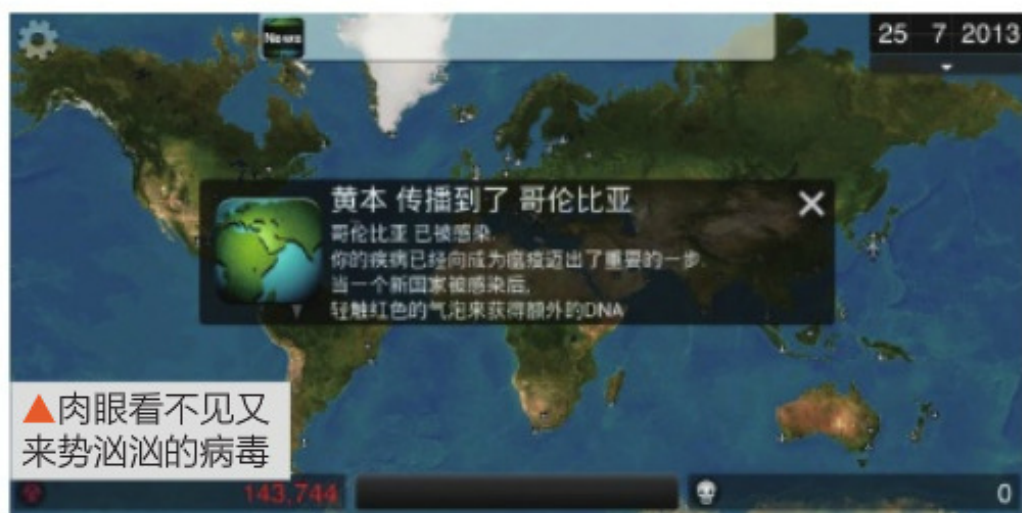 News
25 7 2013
黄本 传播到了 哥伦比亚
哥伦比亚 已被感染.
你的疾病已经向成为瘟疫迈出了重要的一步.
当一个新国家被感染后,
轻触红色的气泡来获得额外的DNA
▲肉眼看不见又
来势汹汹的病毒
143,744
0